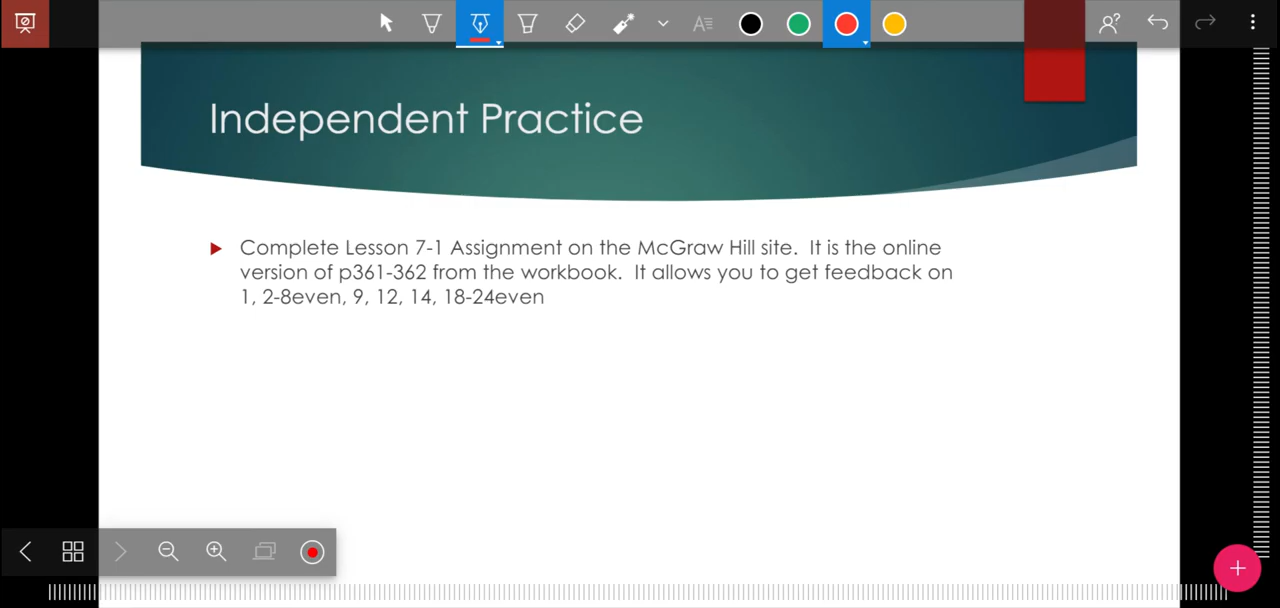 Independent Practice
Complete Lesson 7-1 Assignment on the McGraw Hill site.  It is the online
version of p361-362 from the workbook.  It allows you to get feedback on
1, 2-8even, 9, 12, 14, 18-24even